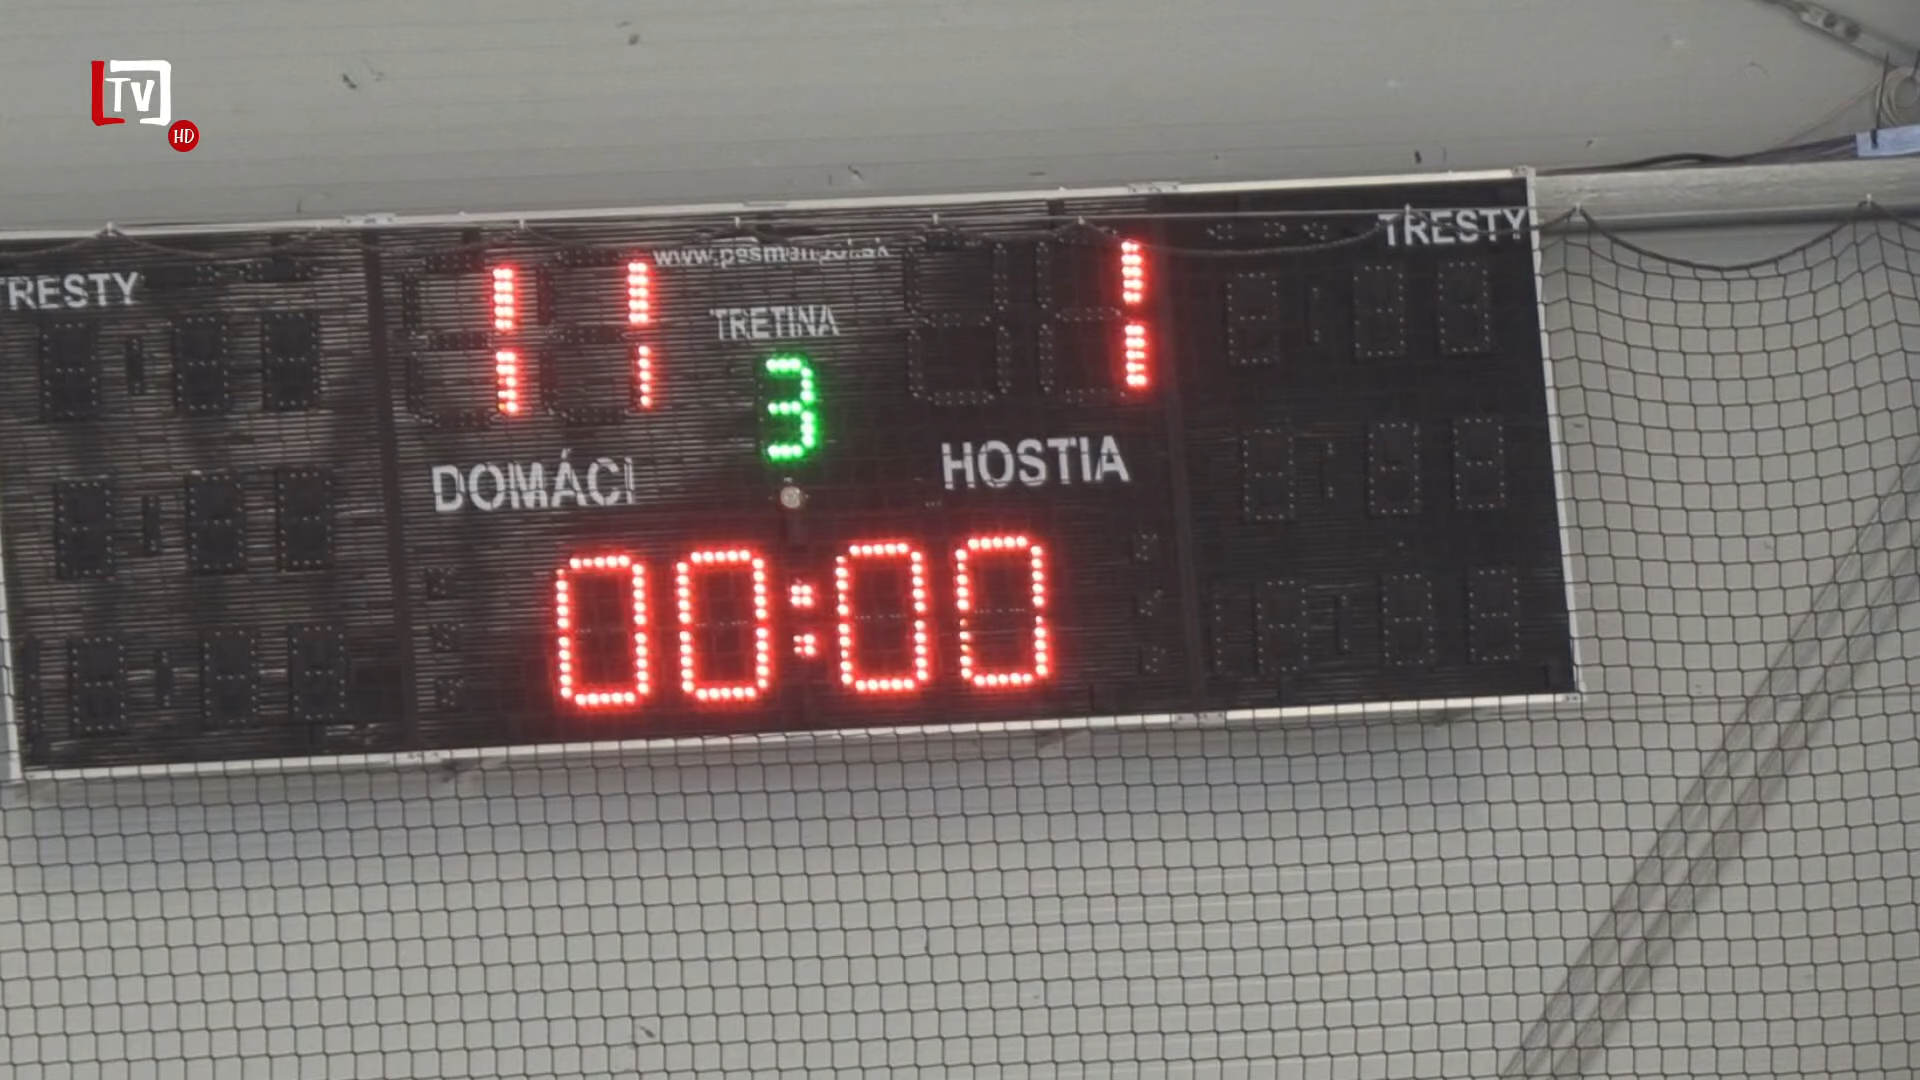 TV
HD
TRESTY
11
TRETINA
3
1
TRESTY
DOMÁCI
HOSTIA
00:00